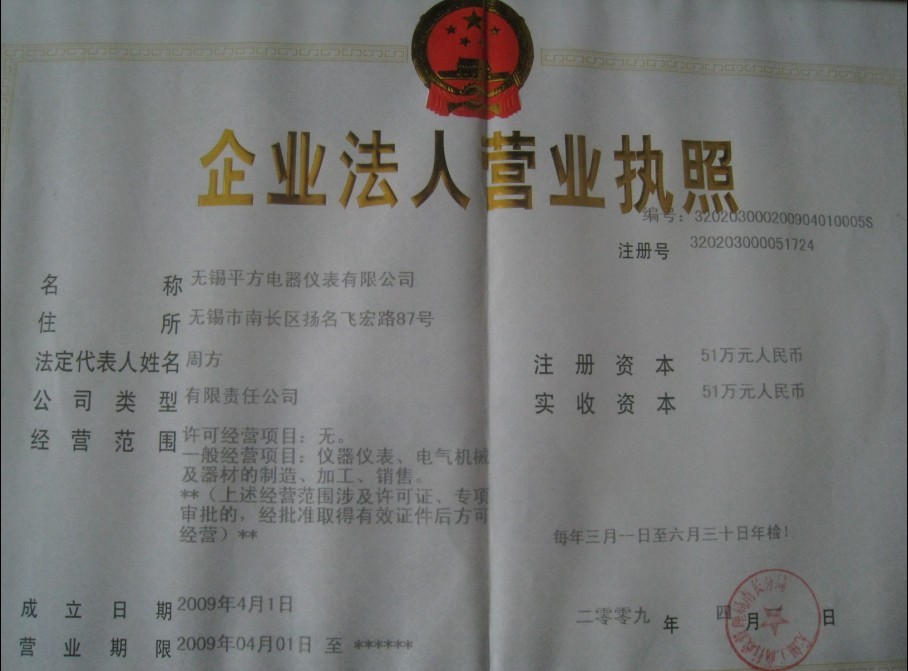 企业法人营业执照
编号：320203000200904010005S
注册号 320203000051724
名 称 无锡平方电器仪表有限公司
住 所 无锡市南长区扬名飞宏路87号
法定代表人姓名 周方
注册资本 51万元人民币
公司类型 有限责任公司
实收资本 51万元人民币
经营范围 许可经营项目：无。
一般经营项目：仪器仪表、电气机械
及器材的制造、加工、销售。
**（上述经营范围涉及许可证、专项
审批的，经批准取得有效证件后方可
经营）**
每年三月一日至六月三十日年检！
成立日期 2009年4月1日
二零零九 年 四 月 日
营业期限 2009年04月01日 至 ******